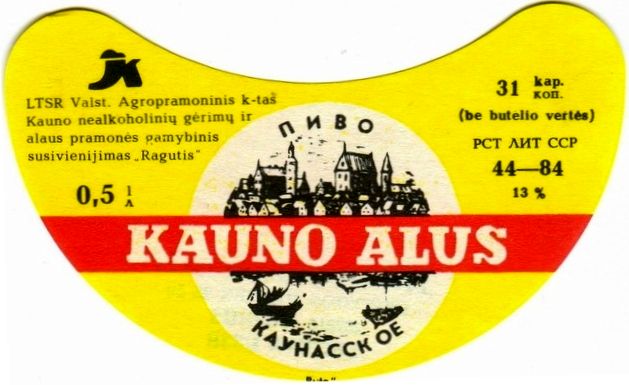 LTSR Valst. Agropramoninis k-tas
Kauno nealkoholinių gėrimų ir
alaus pramonės gamybinis
susivienijimas „Ragutis"
0,5 l
л
31 kap.
коп.
(be butelio vertės)
РСТ ЛИТ ССР
44—84
13 %
ПИВО
KAUNO ALUS
КАУНАССКОЕ